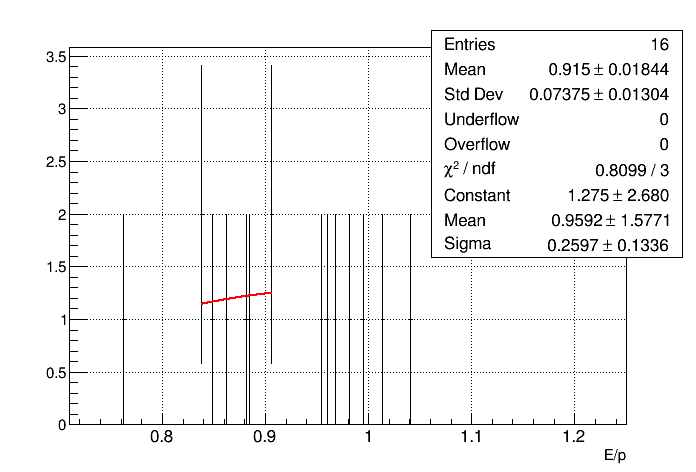 Entries 16
Mean 0.915 ± 0.01844
Std Dev 0.07375 ± 0.01304
Underflow 0
Overflow 0
χ² / ndf 0.8099 / 3
Constant 1.275 ± 2.680
Mean 0.9592 ± 1.5771
Sigma 0.2597 ± 0.1336
3.5
3
2.5
2
1.5
1
0.5
0
0.8 0.9 1 1.1 1.2
E/p